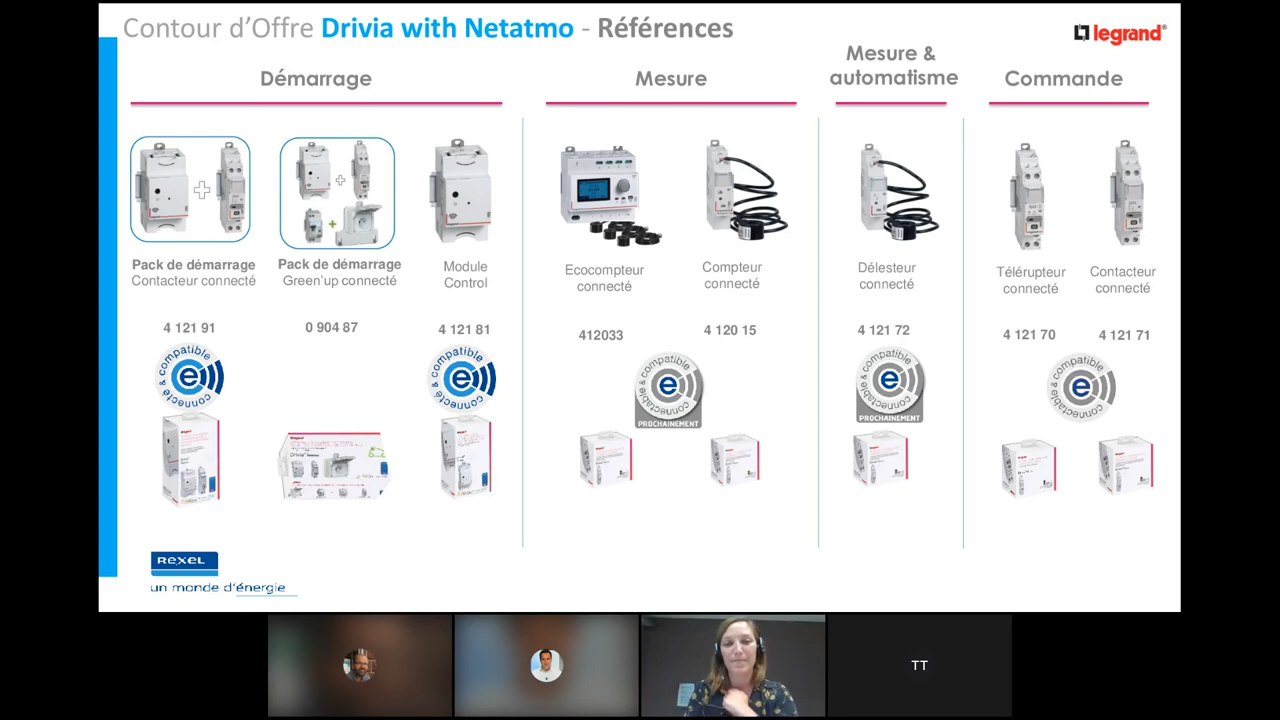 Contour d'Offre Drivia with Netatmo - Références
legrand®
Démarrage
Mesure
Mesure &
automatisme
Commande
Pack de démarrage
Contacteur connecté
Pack de démarrage
Green'up connecté
Module
Control
Ecocompteur
connecté
Compteur
connecté
Délesteur
connecté
Télérupteur
connecté
Contacteur
connecté
4 121 91
0 904 87
4 121 81
412033
4 120 15
4 121 72
4 121 70
4 121 71
connecté & compatible
e
connecté & compatible
e
connectable & compatible
e
PROCHAINEMENT
connectable & compatible
e
PROCHAINEMENT
connectable & compatible
e
REXEL
un monde d'énergie
TT